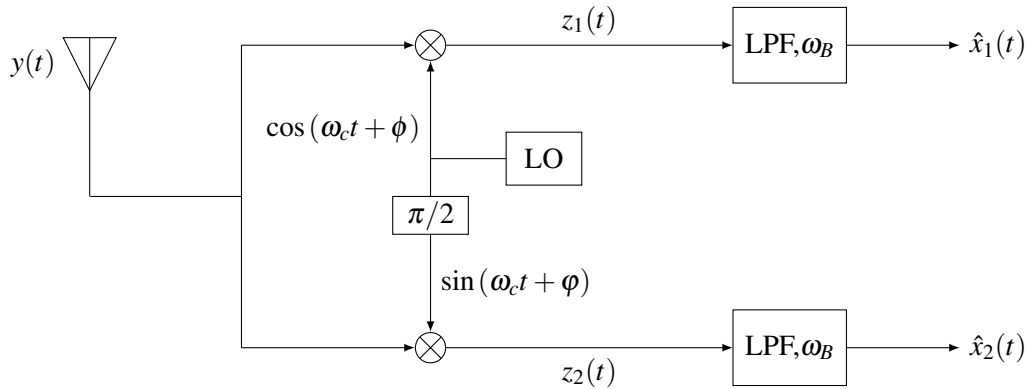 z₁(t)
LPF,ω_B
x̂₁(t)
y(t)
cos(ω_c t + ϕ)
LO
π/2
sin(ω_c t + φ)
LPF,ω_B
x̂₂(t)
z₂(t)